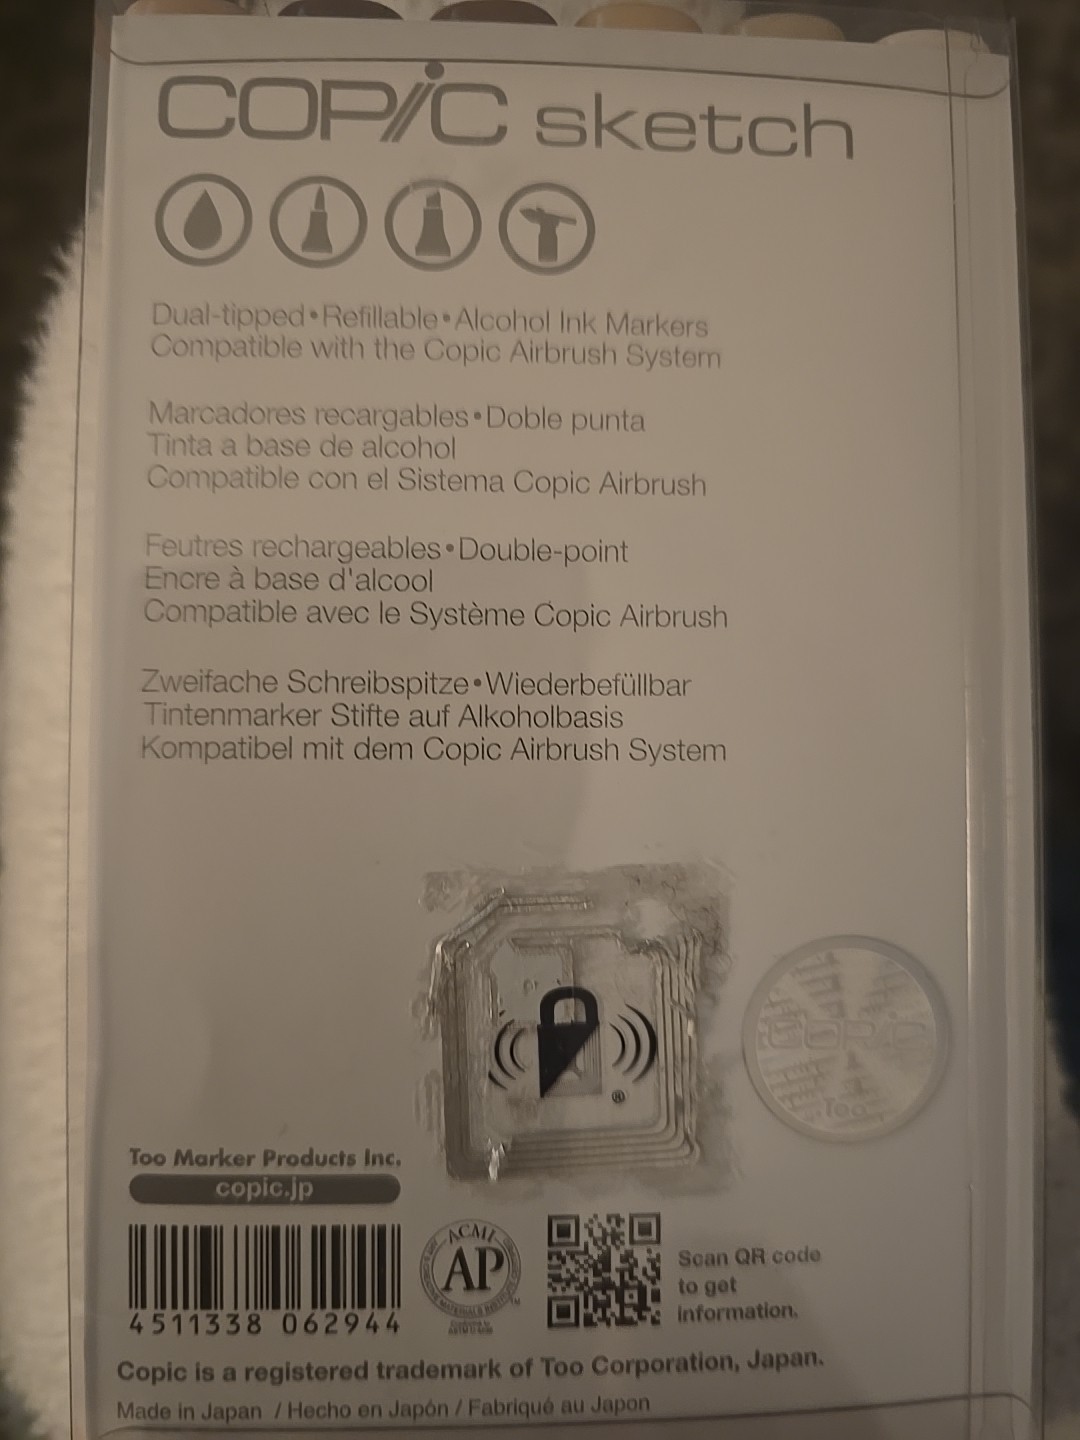 COPIC sketch
Dual-tipped•Refillable•Alcohol Ink Markers
Compatible with the Copic Airbrush System
Marcadores recargables•Doble punta
Tinta a base de alcohol
Compatible con el Sistema Copic Airbrush
Feutres rechargeables•Double-point
Encre à base d'alcool
Compatible avec le Système Copic Airbrush
Zweifache Schreibspitze•Wiederbefüllbar
Tintenmarker Stifte auf Alkoholbasis
Kompatibel mit dem Copic Airbrush System
®
COPIC
Too
Too Marker Products Inc.
copic.jp
4511338 062944
ACMI
AP
Scan QR code
to get
information.
Copic is a registered trademark of Too Corporation, Japan.
Made in Japan / Hecho en Japón / Fabriqué au Japon